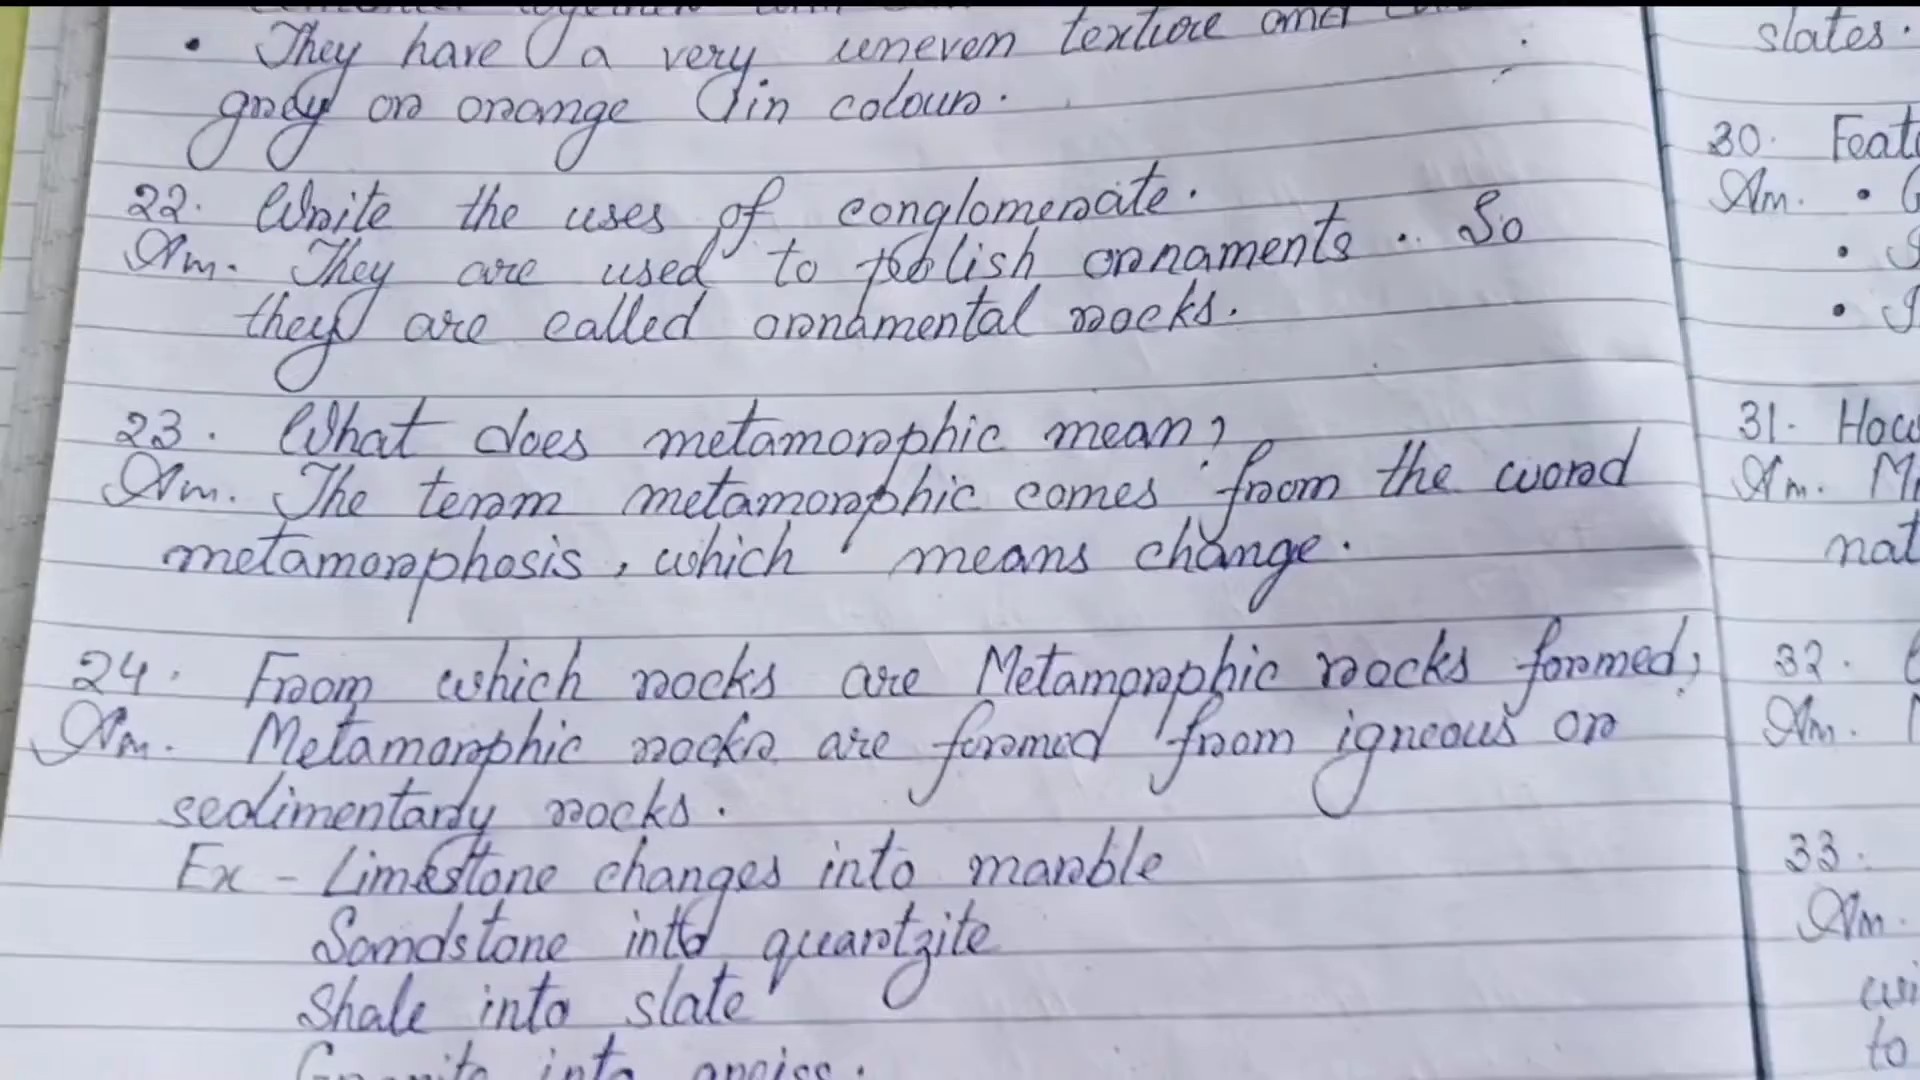 • They have a very uneven texture and
grey or orange in colour.
22. Write the uses of conglomerate.
Ans. They are used to polish ornaments. So
they are called ornamental rocks.
23. What does metamorphic mean?
Ans. The term metamorphic comes from the word
metamorphosis, which means change.
24. From which rocks are Metamorphic rocks formed?
Ans. Metamorphic rocks are formed from igneous or
sedimentary rocks.
Ex - Limestone changes into marble
Sandstone into quartzite
Shale into slate
Granite into gneiss.
slates.
30.
Ans. •
•
•
31. How
Ans.
32.
Ans.
33.
Ans.
to